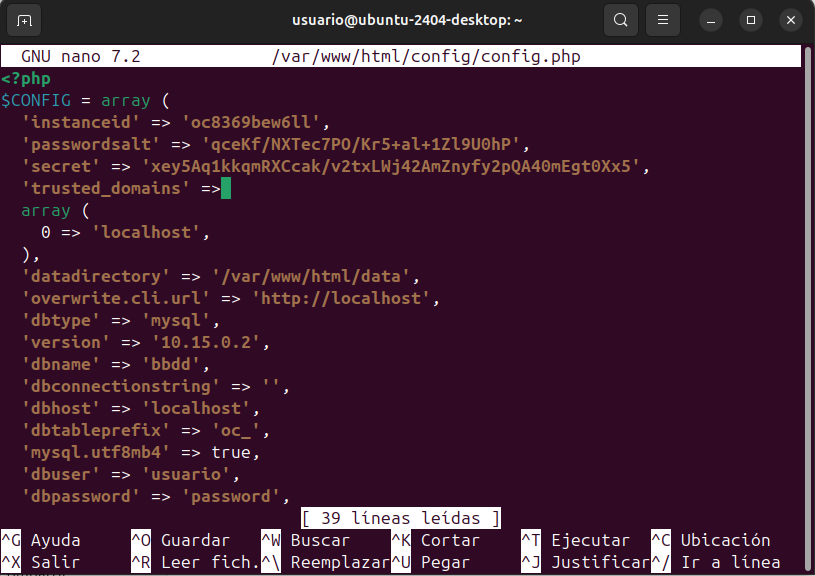 usuario@ubuntu-2404-desktop: ~
GNU nano 7.2 /var/www/html/config/config.php
<?php
$CONFIG = array (
  'instanceid' => 'oc8369bew6ll',
  'passwordsalt' => 'qceKf/NXTec7PO/Kr5+al+1Zl9U0hP',
  'secret' => 'xey5Aq1kkqmRXCcak/v2txLWj42AmZnyfy2pQA40mEgt0Xx5',
  'trusted_domains' =>
  array (
    0 => 'localhost',
  ),
  'datadirectory' => '/var/www/html/data',
  'overwrite.cli.url' => 'http://localhost',
  'dbtype' => 'mysql',
  'version' => '10.15.0.2',
  'dbname' => 'bbdd',
  'dbconnectionstring' => '',
  'dbhost' => 'localhost',
  'dbtableprefix' => 'oc_',
  'mysql.utf8mb4' => true,
  'dbuser' => 'usuario',
  'dbpassword' => 'password',
[ 39 líneas leídas ]
^G Ayuda ^O Guardar ^W Buscar ^K Cortar ^T Ejecutar ^C Ubicación
^X Salir ^R Leer fich. ^\ Reemplazar ^U Pegar ^J Justificar ^/ Ir a línea